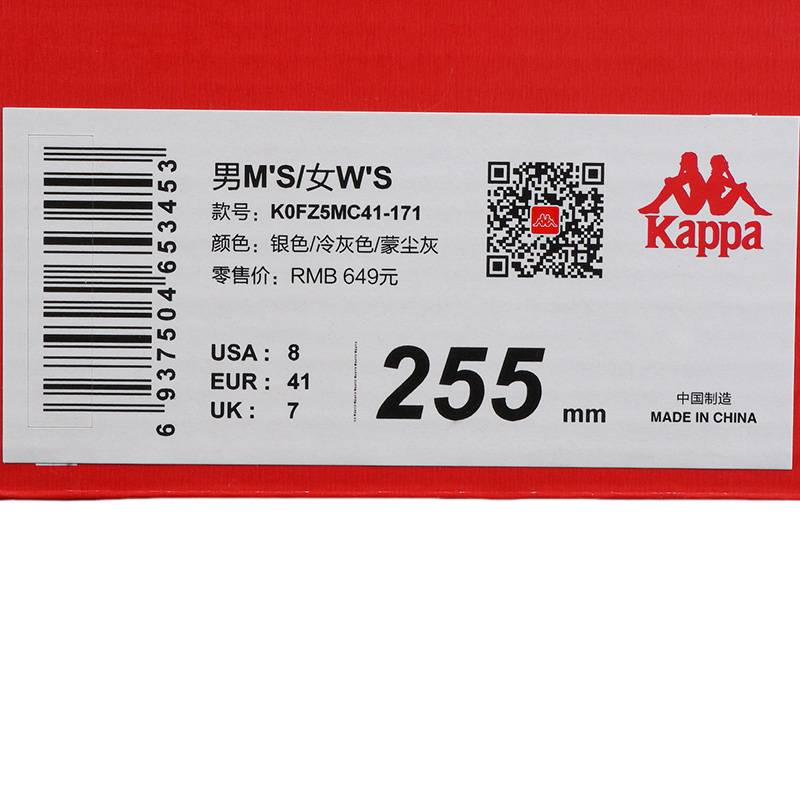 6937504653453
男M'S/女W'S
款号：K0FZ5MC41-171
颜色：银色/冷灰色/蒙尘灰
零售价：RMB 649元
USA： 8
EUR： 41
UK： 7
255 mm
Kappa
中国制造
MADE IN CHINA